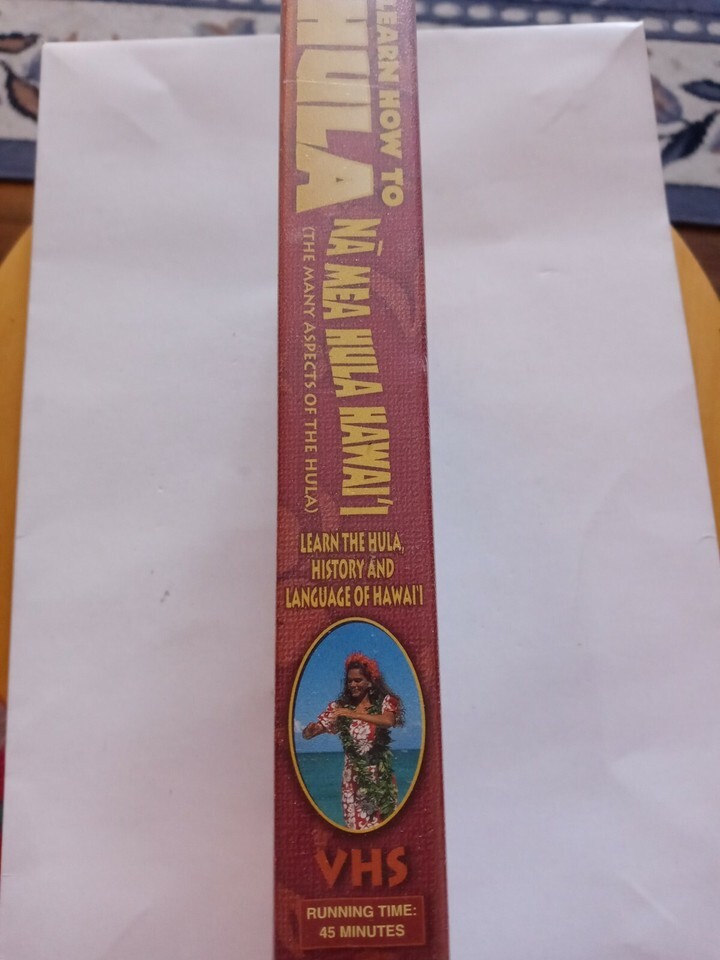 LEARN HOW TO
HULA
NĀ MEA HULA HAWAI'I
(THE MANY ASPECTS OF THE HULA)
LEARN THE HULA,
HISTORY AND
LANGUAGE OF HAWAI'I
VHS
RUNNING TIME:
45 MINUTES